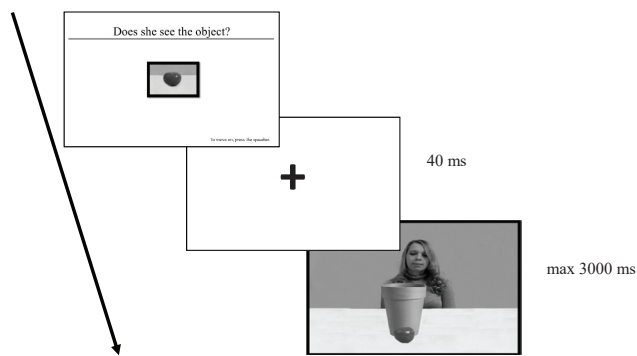 Does she see the object?
To move on, press the spacebar.
40 ms
max 3000 ms